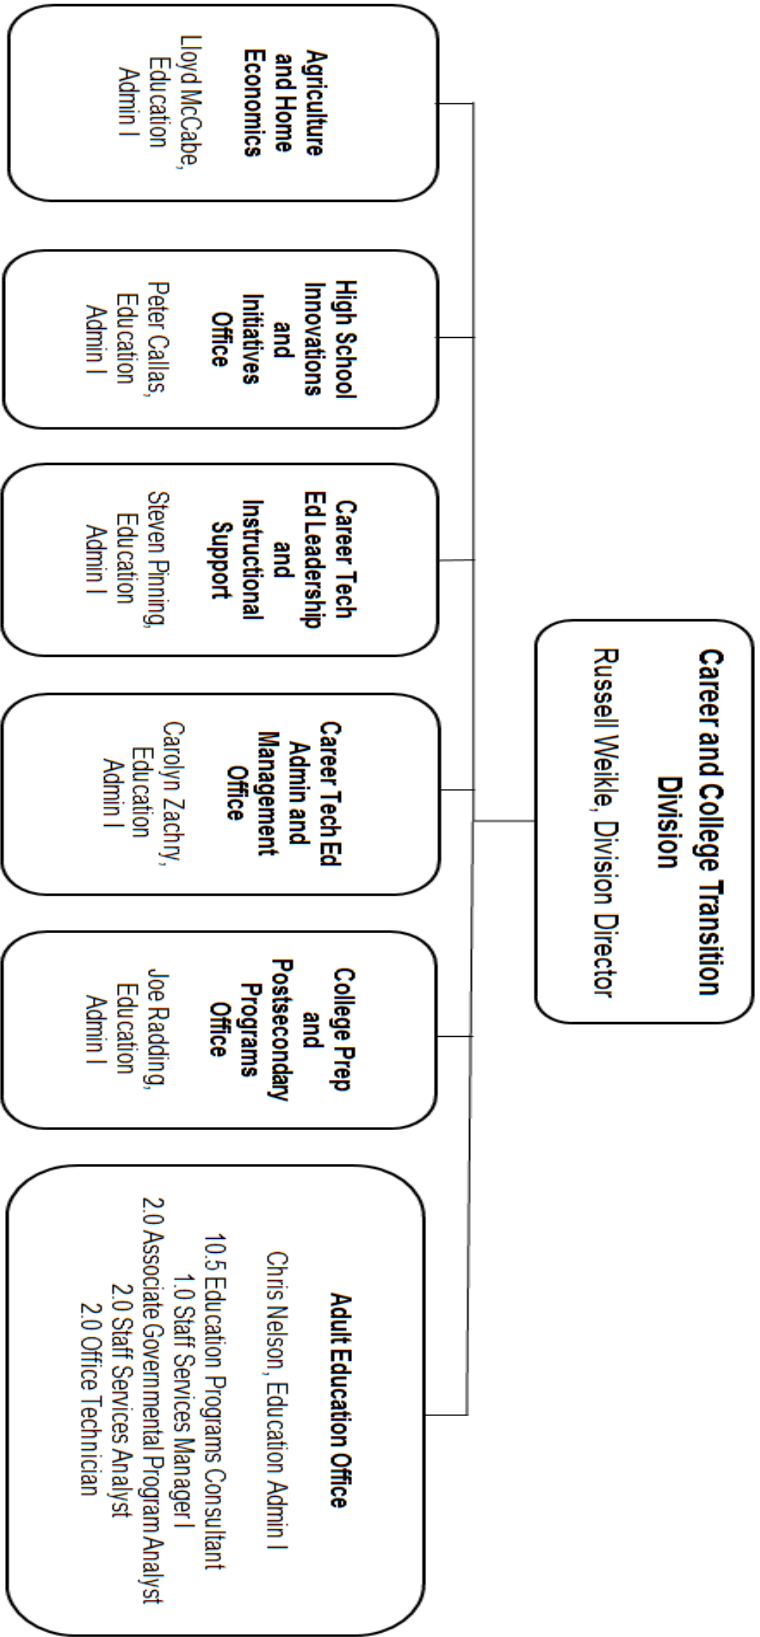 Career and College Transition
Division
Russell Weikle, Division Director
Agriculture
and Home
Economics
Lloyd McCabe,
Education
Admin I
High School
Innovations
and
Initiatives
Office
Peter Callas,
Education
Admin I
Career Tech
Ed Leadership
and
Instructional
Support
Steven Pinning,
Education
Admin I
Career Tech Ed
Admin and
Management
Office
Carolyn Zachry,
Education
Admin I
College Prep
and
Postsecondary
Programs
Office
Joe Radding,
Education
Admin I
Adult Education Office
Chris Nelson, Education Admin I
10.5 Education Programs Consultant
1.0 Staff Services Manager I
2.0 Associate Governmental Program Analyst
2.0 Staff Services Analyst
2.0 Office Technician